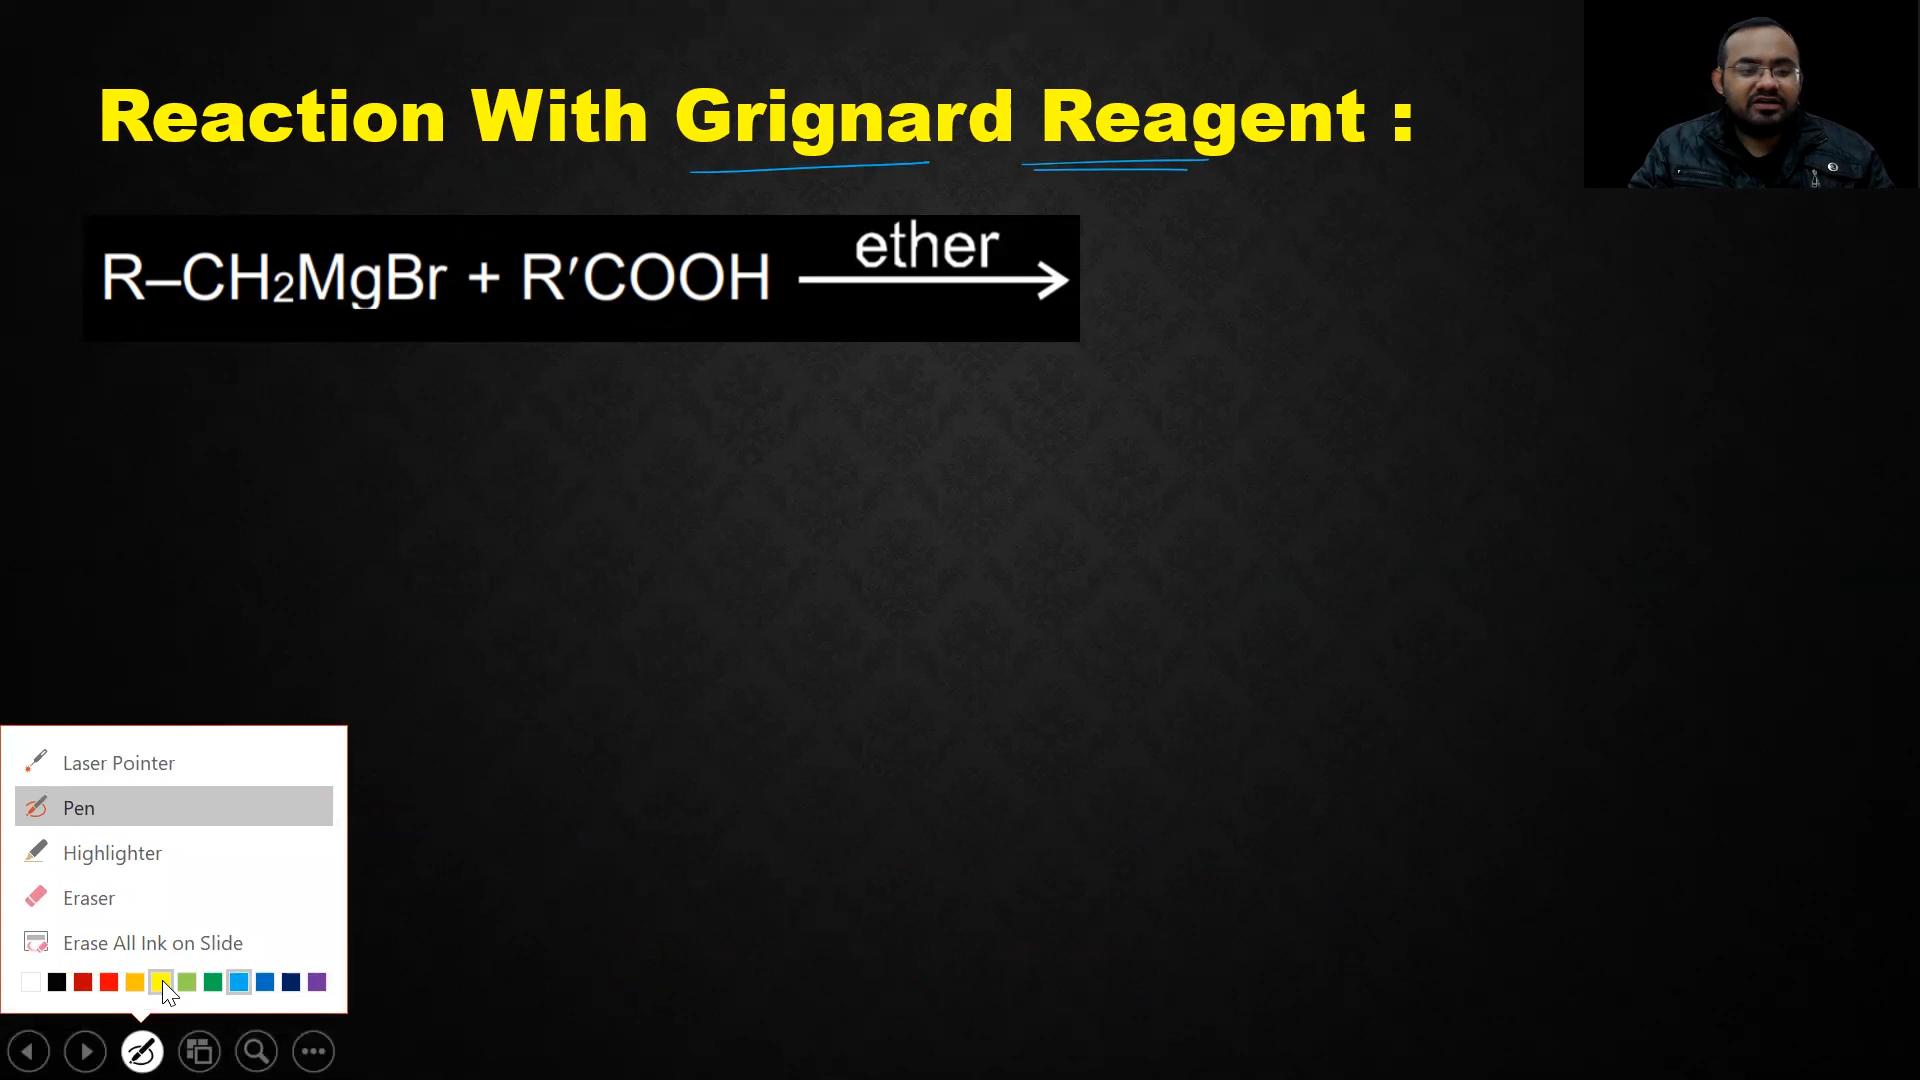 Reaction With Grignard Reagent :
R–CH₂MgBr + R′COOH ether
Laser Pointer
Pen
Highlighter
Eraser
Erase All Ink on Slide